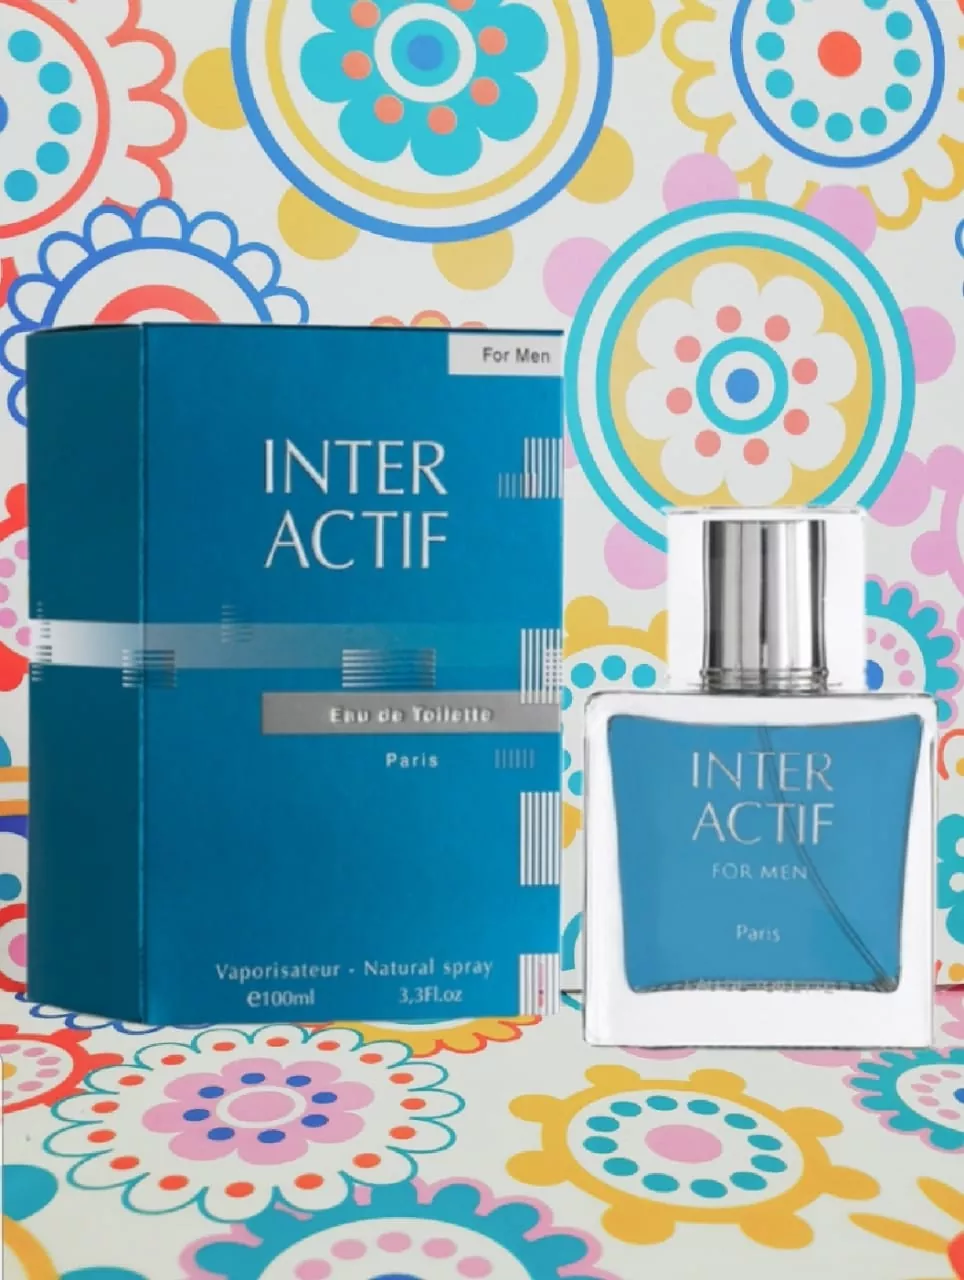 For Men
INTER
ACTIF
Eau de Toilette
Paris
Vaporisateur - Natural spray
e100ml 3,3Fl.oz
INTER
ACTIF
FOR MEN
Paris